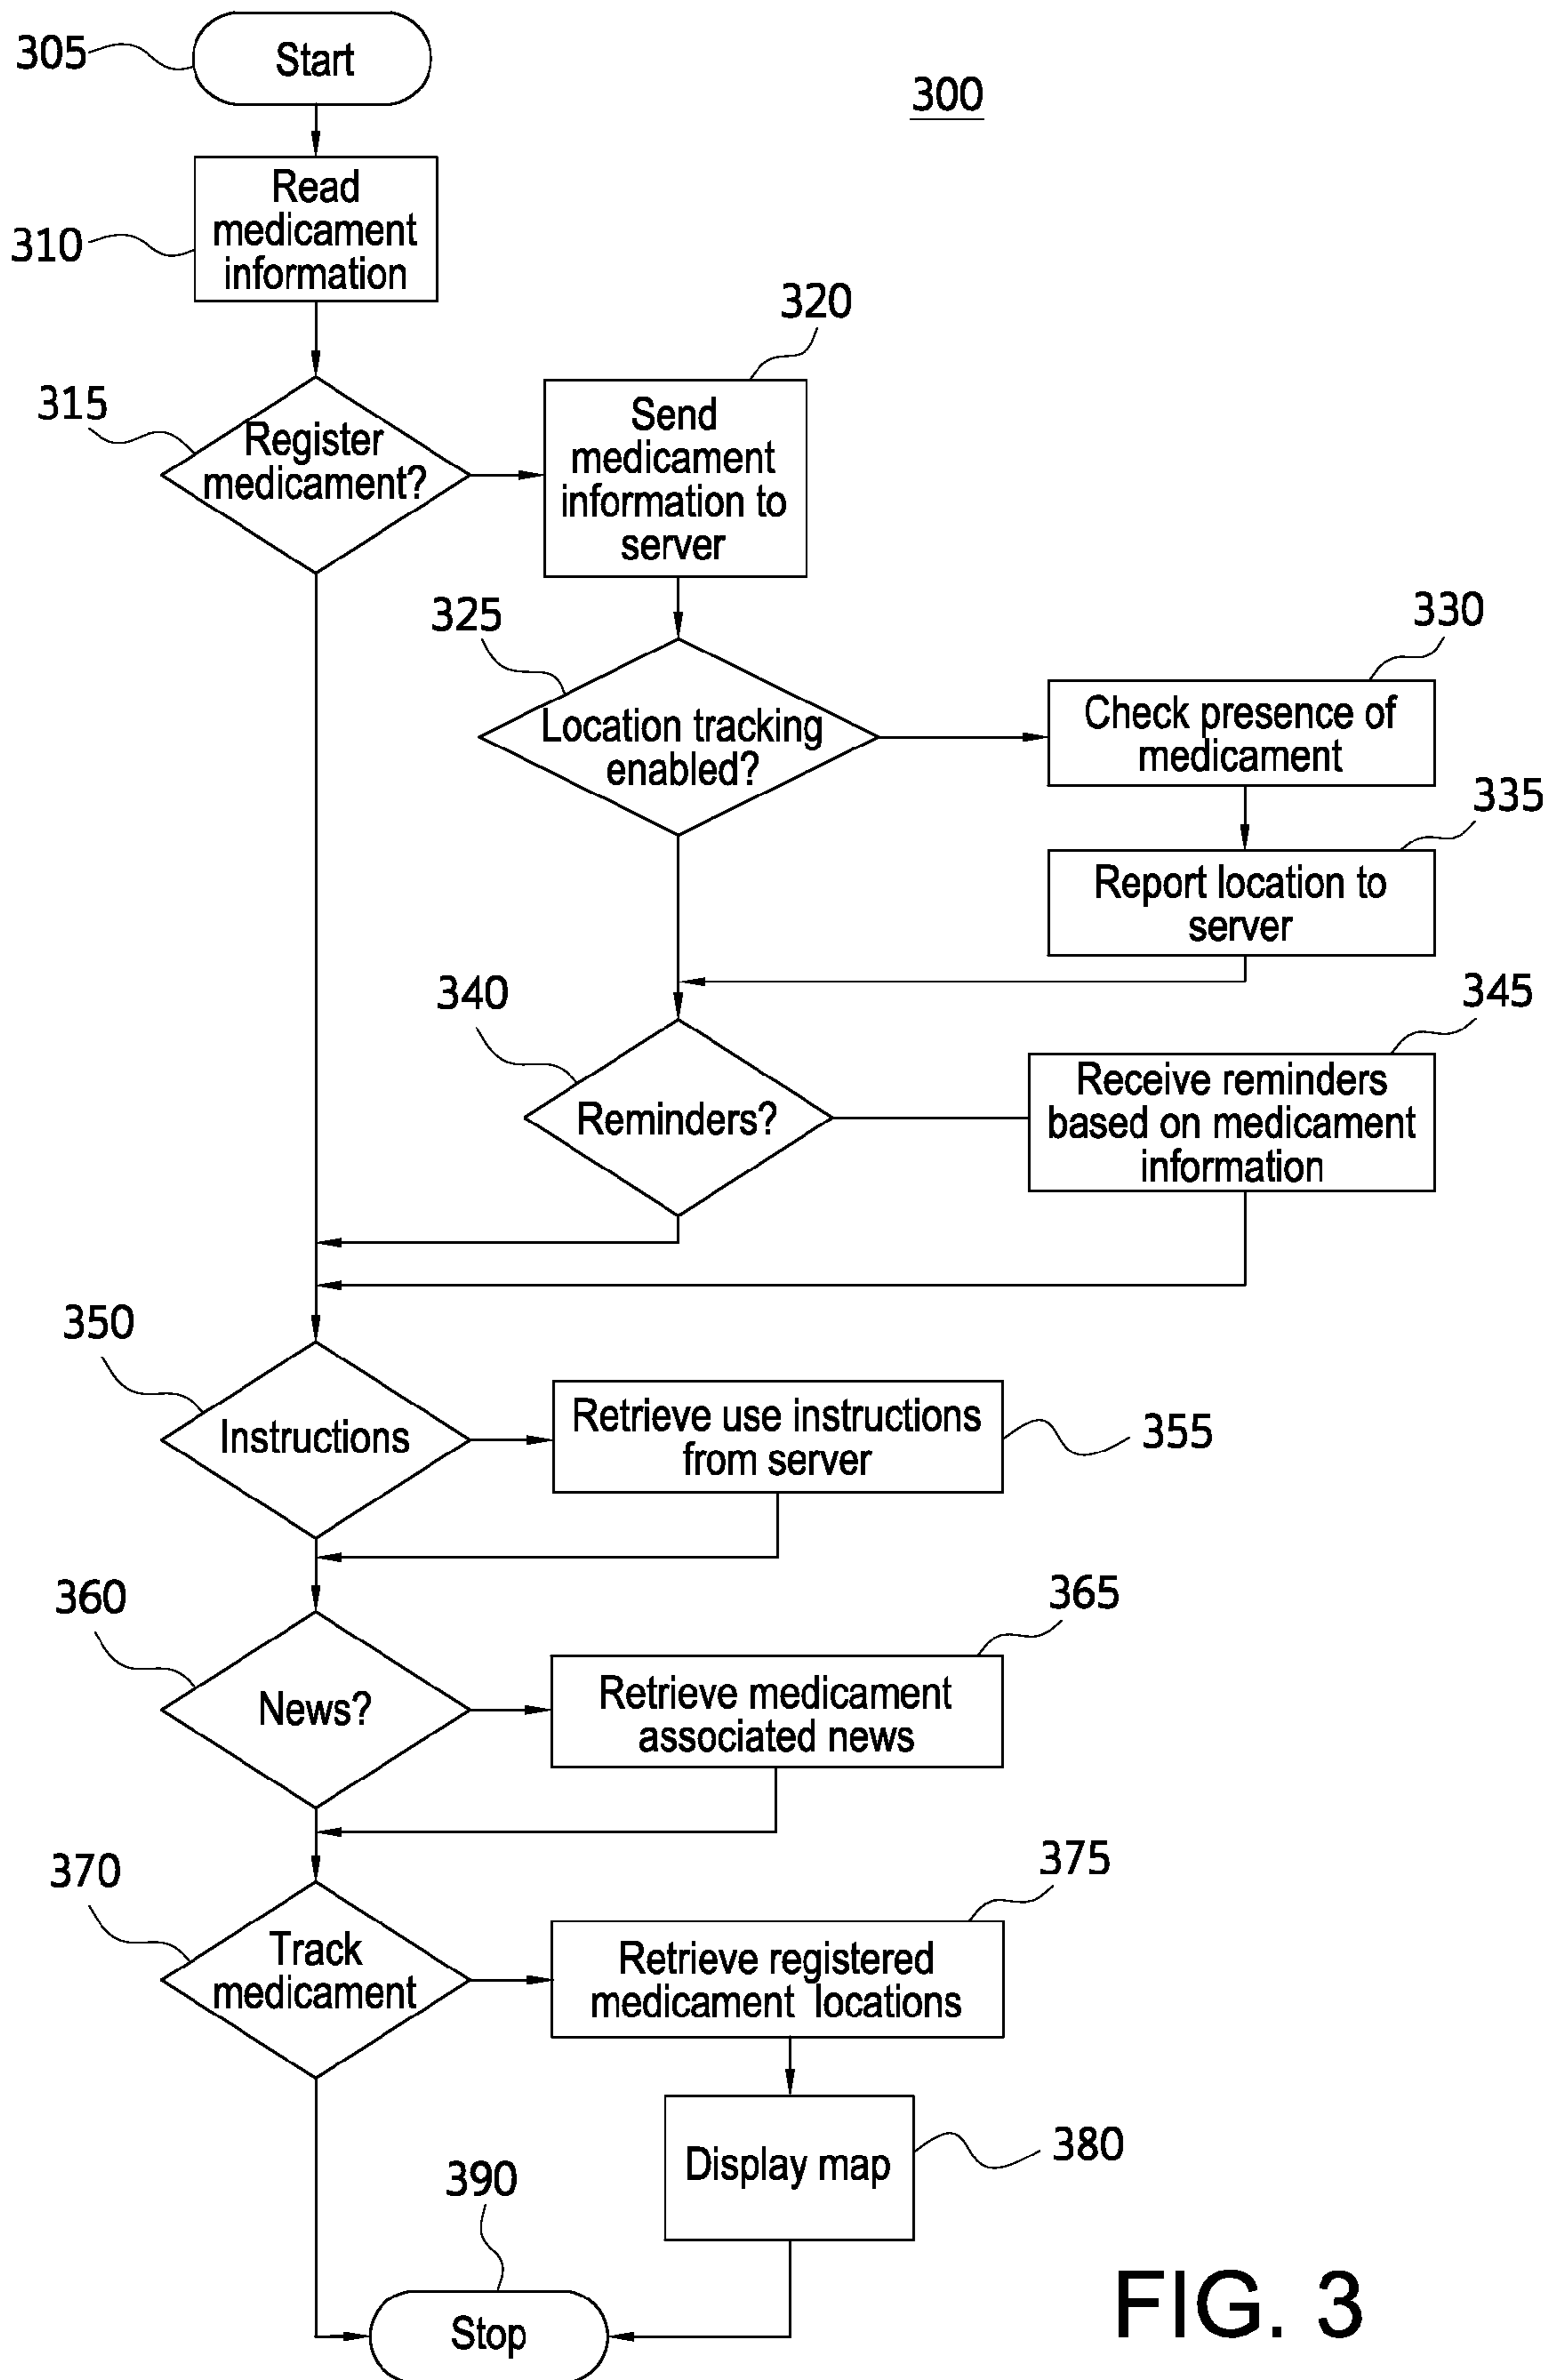 305
Start
300
310
Read
medicament
information
315
Register
medicament?
320
Send
medicament
information to
server
325
Location tracking
enabled?
330
Check presence of
medicament
335
Report location to
server
340
Reminders?
345
Receive reminders
based on medicament
information
350
Instructions
Retrieve use instructions
from server
355
360
News?
365
Retrieve medicament
associated news
370
Track
medicament
375
Retrieve registered
medicament locations
Display map
380
390
Stop
FIG. 3